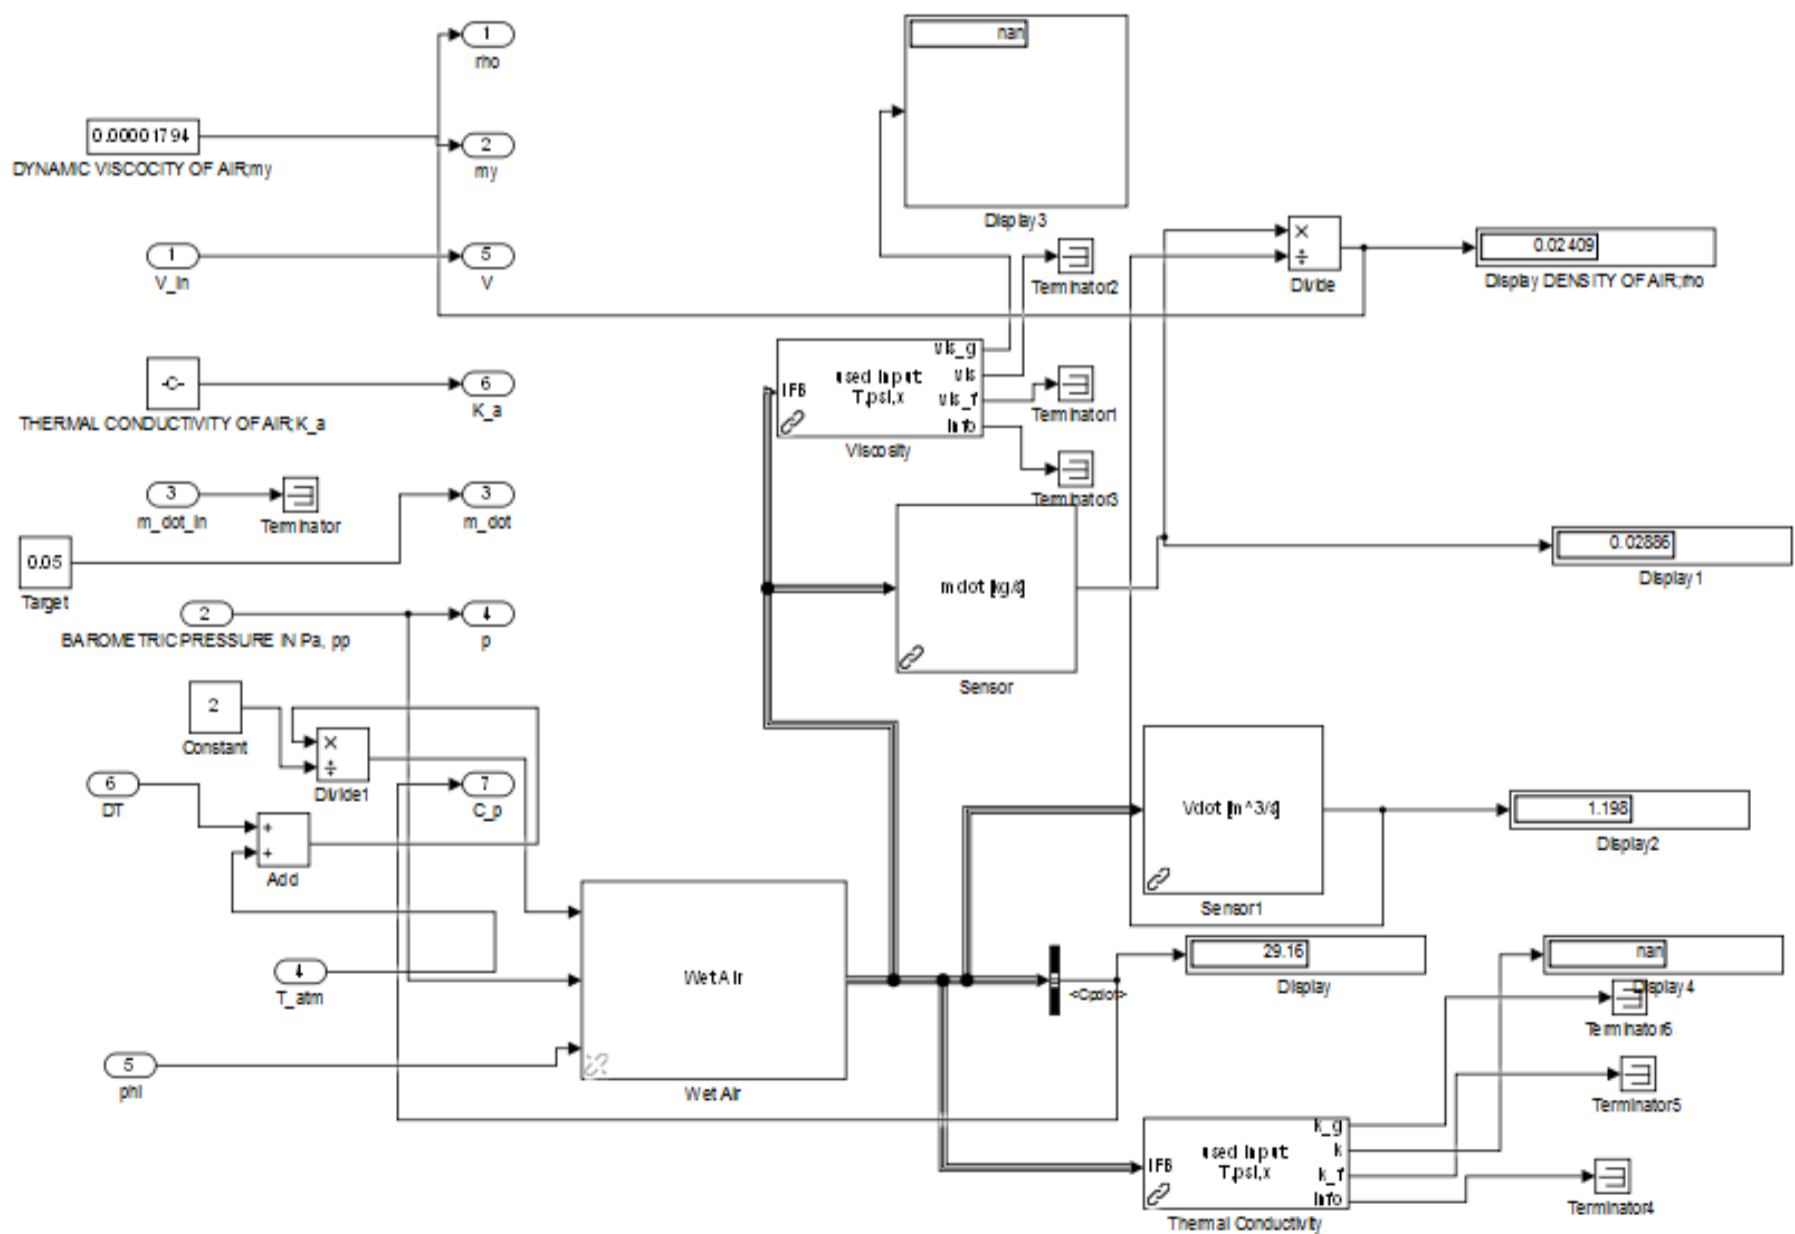 1
rho
nan
Display3
0.00001794
DYNAMIC VISCOCITY OF AIR;my
2
my
1
V_in
5
V
Terminator2
×
÷
Divide
0.02409
Display DENSITY OF AIR;rho
-C-
THERMAL CONDUCTIVITY OF AIR;K_a
6
K_a
IFB
used input:
T,psi,x
vis_g
vis
vis_f
Info
Viscosity
Terminator1
Terminator3
3
m_dot_in
Terminator
3
m_dot
0.05
Target
mdot [kg/s]
Sensor
0.02886
Display1
2
BAROMETRIC PRESSURE IN Pa, pp
4
p
2
Constant
×
÷
Divide1
6
DT
7
C_p
+
+
Add
Vdot [m^3/s]
Sensor1
1.198
Display2
4
T_atm
Wet Air
Wet Air
<Cpdot>
29.16
Display
nan
Display4
Terminator6
5
phi
Terminator5
IFB
used input:
T,psi,x
k_g
k
k_f
Info
Thermal Conductivity
Terminator4